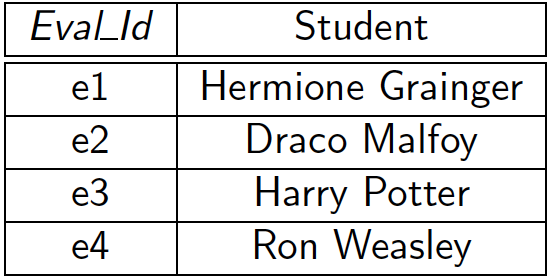 Eval_Id Student
e1 Hermione Grainger
e2 Draco Malfoy
e3 Harry Potter
e4 Ron Weasley